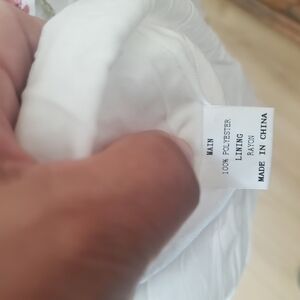 MAIN
100% POLYESTER
LINING
RAYON
MADE IN CHINA